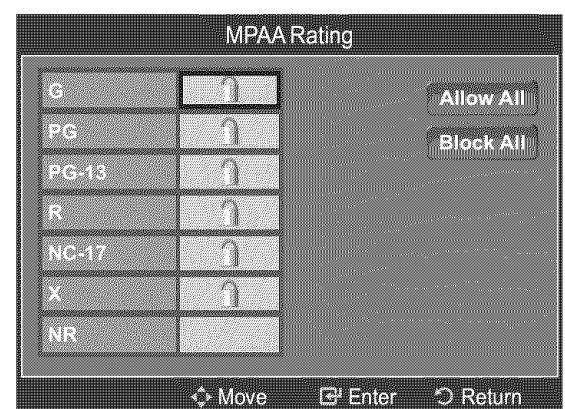 MPAA Rating
G
Allow All
PG
Block All
PG-13
R
NC-17
X
NR
Move Enter Return